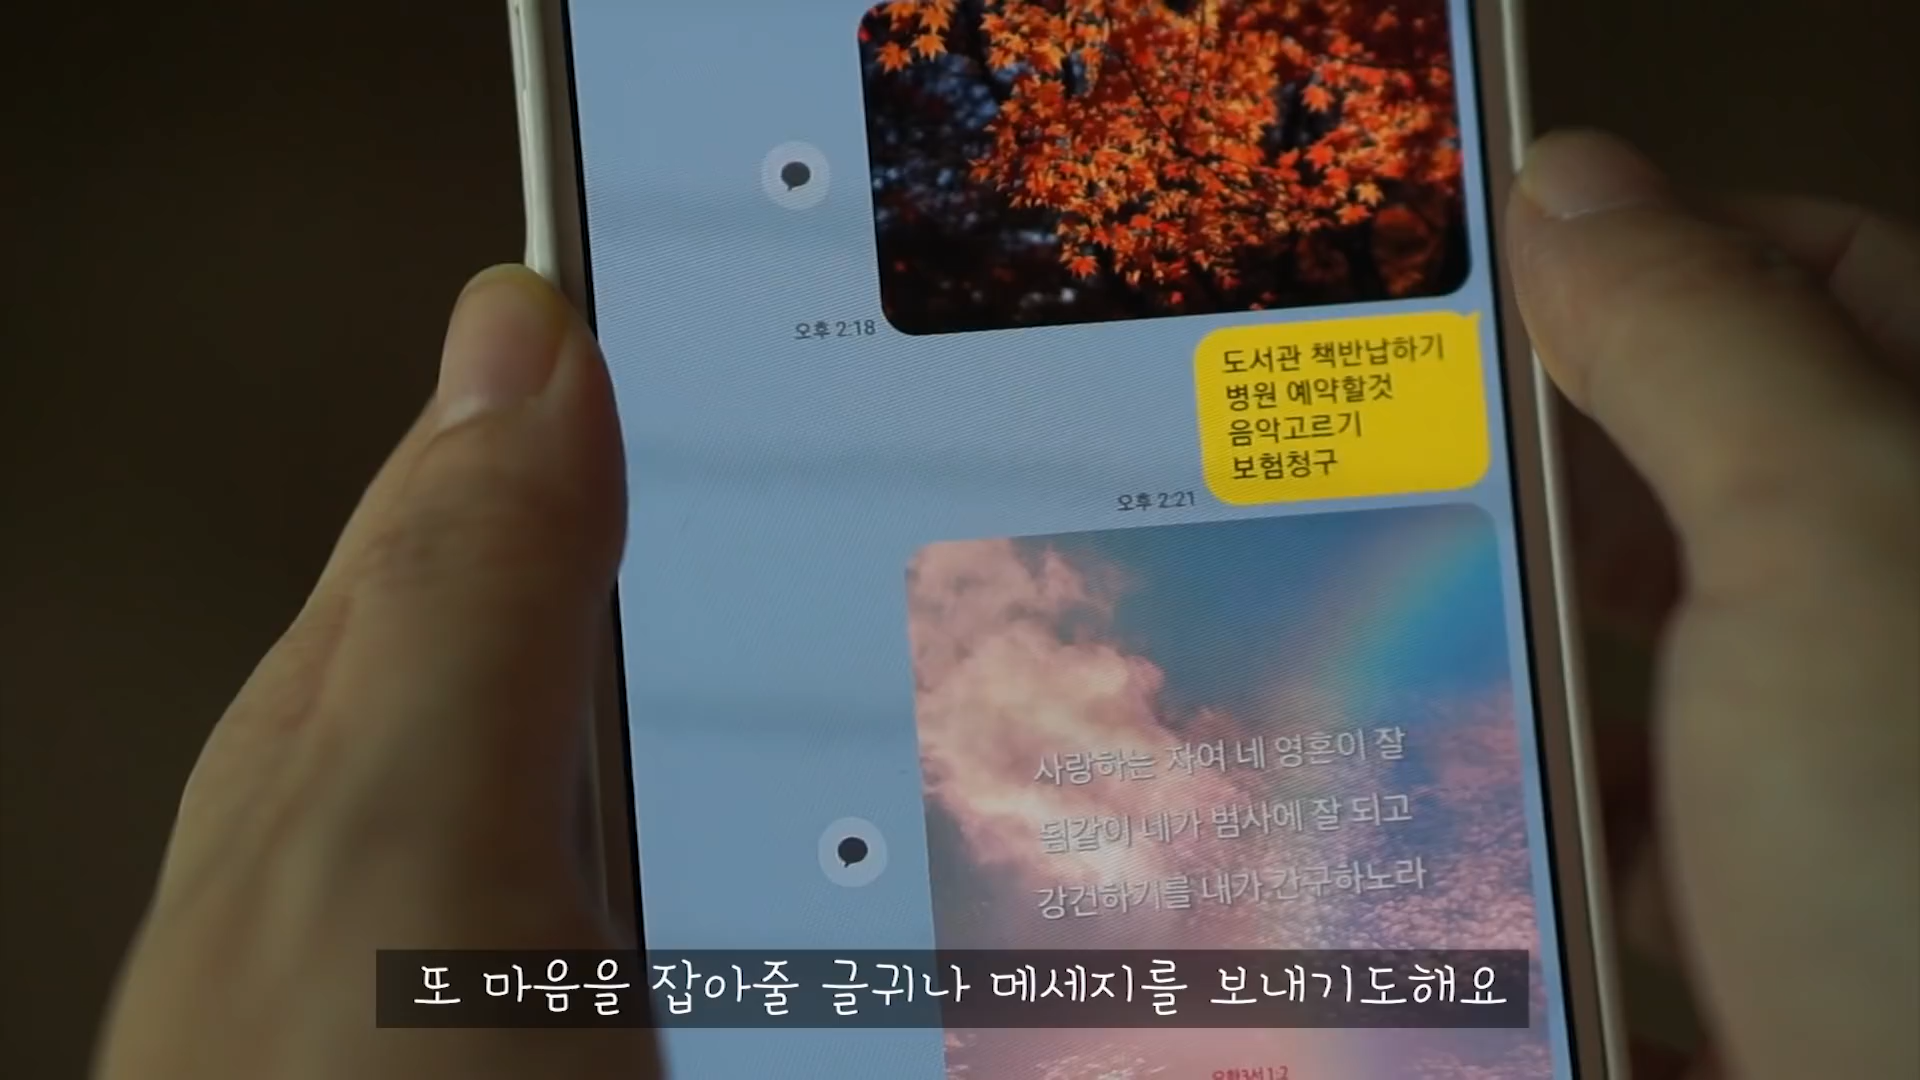 오후 2:18
도서관 책반납하기
병원 예약할것
음악고르기
보험청구
오후 2:21
사랑하는 자여 네 영혼이 잘
됨같이 네가 범사에 잘 되고
강건하기를 내가 간구하노라
또 마음을 잡아줄 글귀나 메세지를 보내기도해요